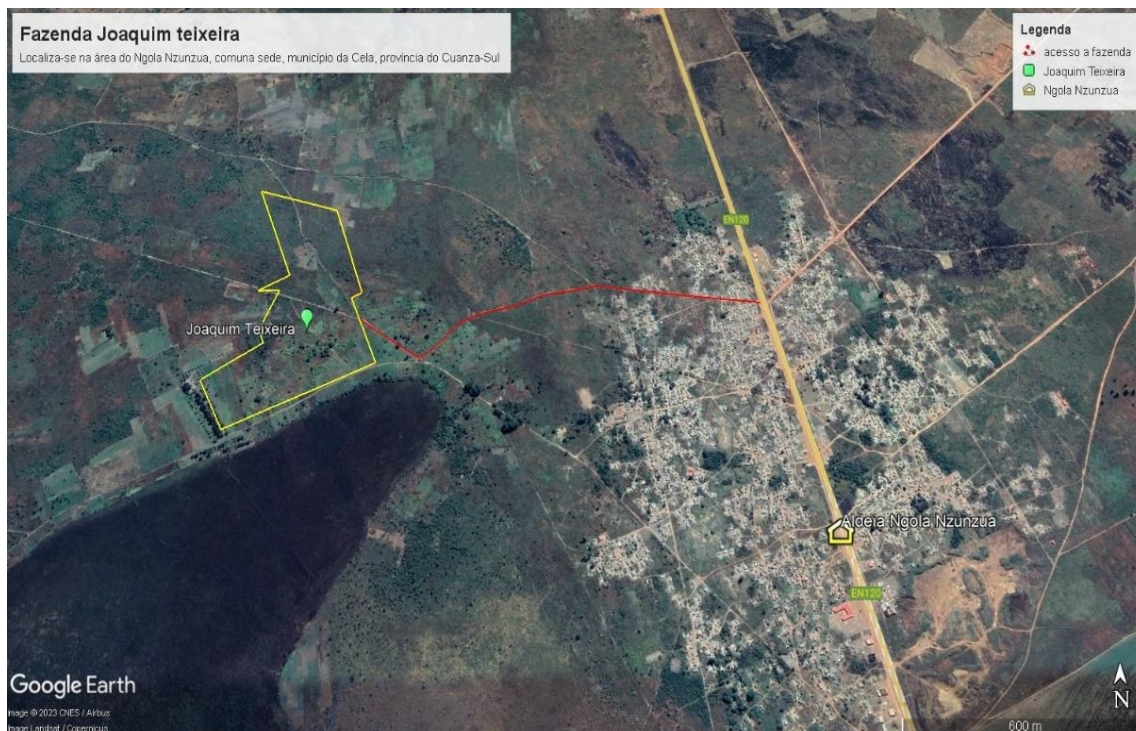 Fazenda Joaquim teixeira
Localiza-se na área do Ngola Nzunzua, comuna sede, município da Cela, provincia do Cuanza-Sul
Legenda
acesso a fazenda
Joaquim Teixeira
Ngola Nzunzua
EN120
Joaquim Teixeira
Aldeia Ngola Nzunzua
EN120
Google Earth
Image © 2023 CNES / Airbus
Image Landsat / Copernicus
N
600 m